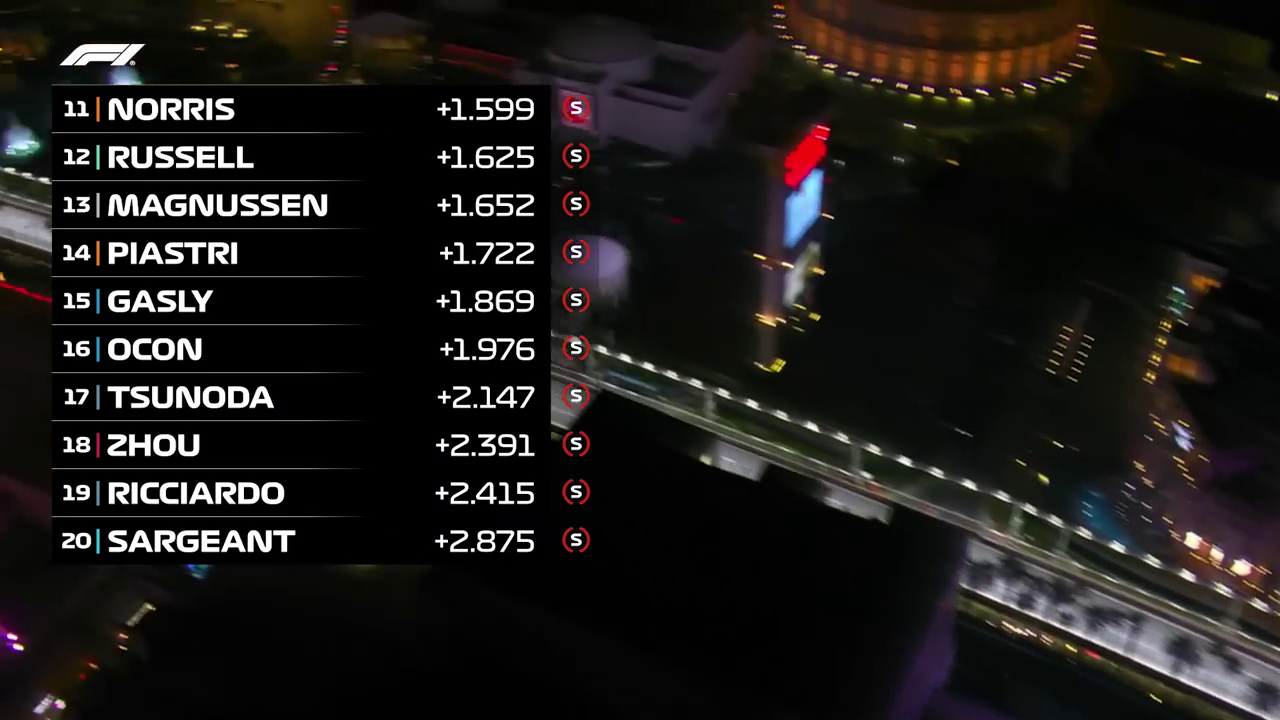 F1
11 NORRIS +1.599 S
12 RUSSELL +1.625 S
13 MAGNUSSEN +1.652 S
14 PIASTRI +1.722 S
15 GASLY +1.869 S
16 OCON +1.976 S
17 TSUNODA +2.147 S
18 ZHOU +2.391 S
19 RICCIARDO +2.415 S
20 SARGEANT +2.875 S